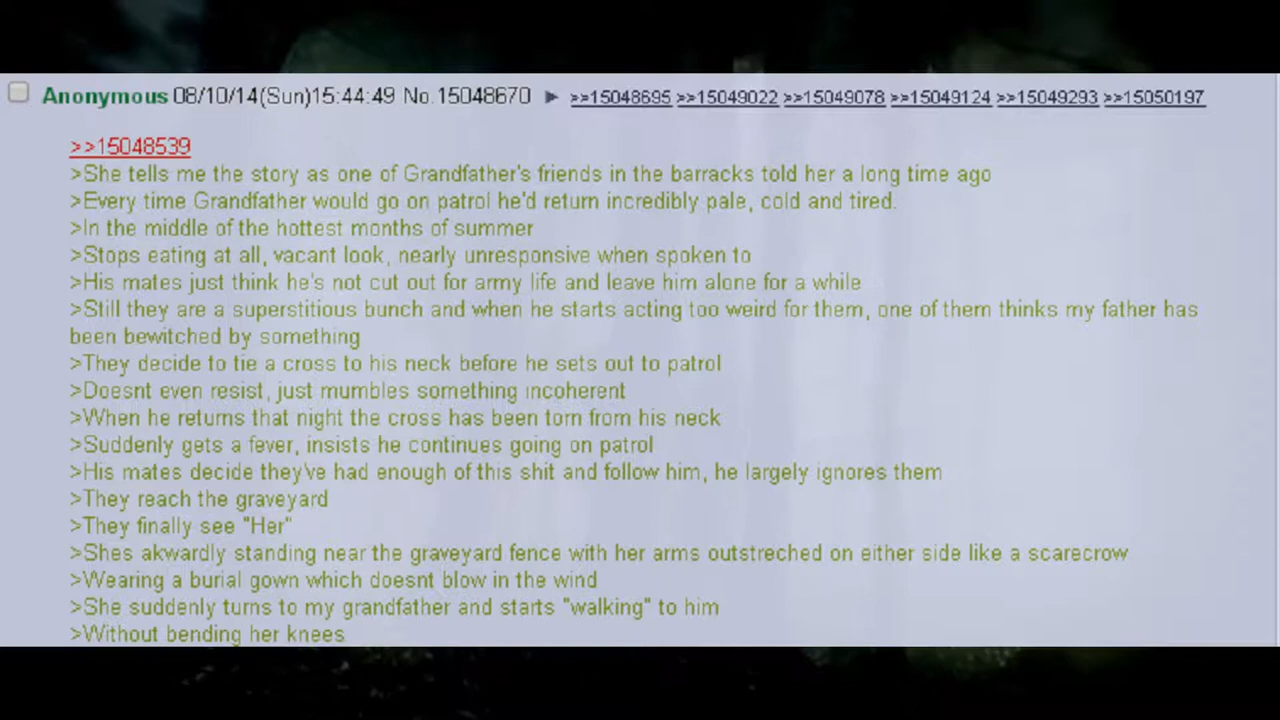 Anonymous 08/10/14(Sun)15:44:49 No.15048670 ▶ >>15048695 >>15049022 >>15049078 >>15049124 >>15049293 >>15050197
>>15048539
>She tells me the story as one of Grandfather's friends in the barracks told her a long time ago
>Every time Grandfather would go on patrol he'd return incredibly pale, cold and tired.
>In the middle of the hottest months of summer
>Stops eating at all, vacant look, nearly unresponsive when spoken to
>His mates just think he's not cut out for army life and leave him alone for a while
>Still they are a superstitious bunch and when he starts acting too weird for them, one of them thinks my father has
been bewitched by something
>They decide to tie a cross to his neck before he sets out to patrol
>Doesnt even resist, just mumbles something incoherent
>When he returns that night the cross has been torn from his neck
>Suddenly gets a fever, insists he continues going on patrol
>His mates decide they've had enough of this shit and follow him, he largely ignores them
>They reach the graveyard
>They finally see "Her"
>Shes akwardly standing near the graveyard fence with her arms outstreched on either side like a scarecrow
>Wearing a burial gown which doesnt blow in the wind
>She suddenly turns to my grandfather and starts "walking" to him
>Without bending her knees